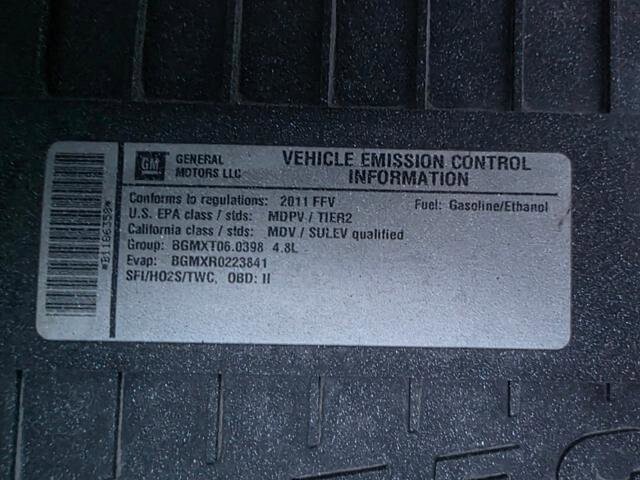 *B1186358*
GM
GENERAL
MOTORS LLC
VEHICLE EMISSION CONTROL
INFORMATION
Conforms to regulations: 2011 FFV Fuel: Gasoline/Ethanol
U.S. EPA class / stds: MDPV / TIER2
California class / stds: MDV / SULEV qualified
Group: BGMXT06.0398 4.8L
Evap: BGMXR0223841
SFI/HO2S/TWC, OBD: II